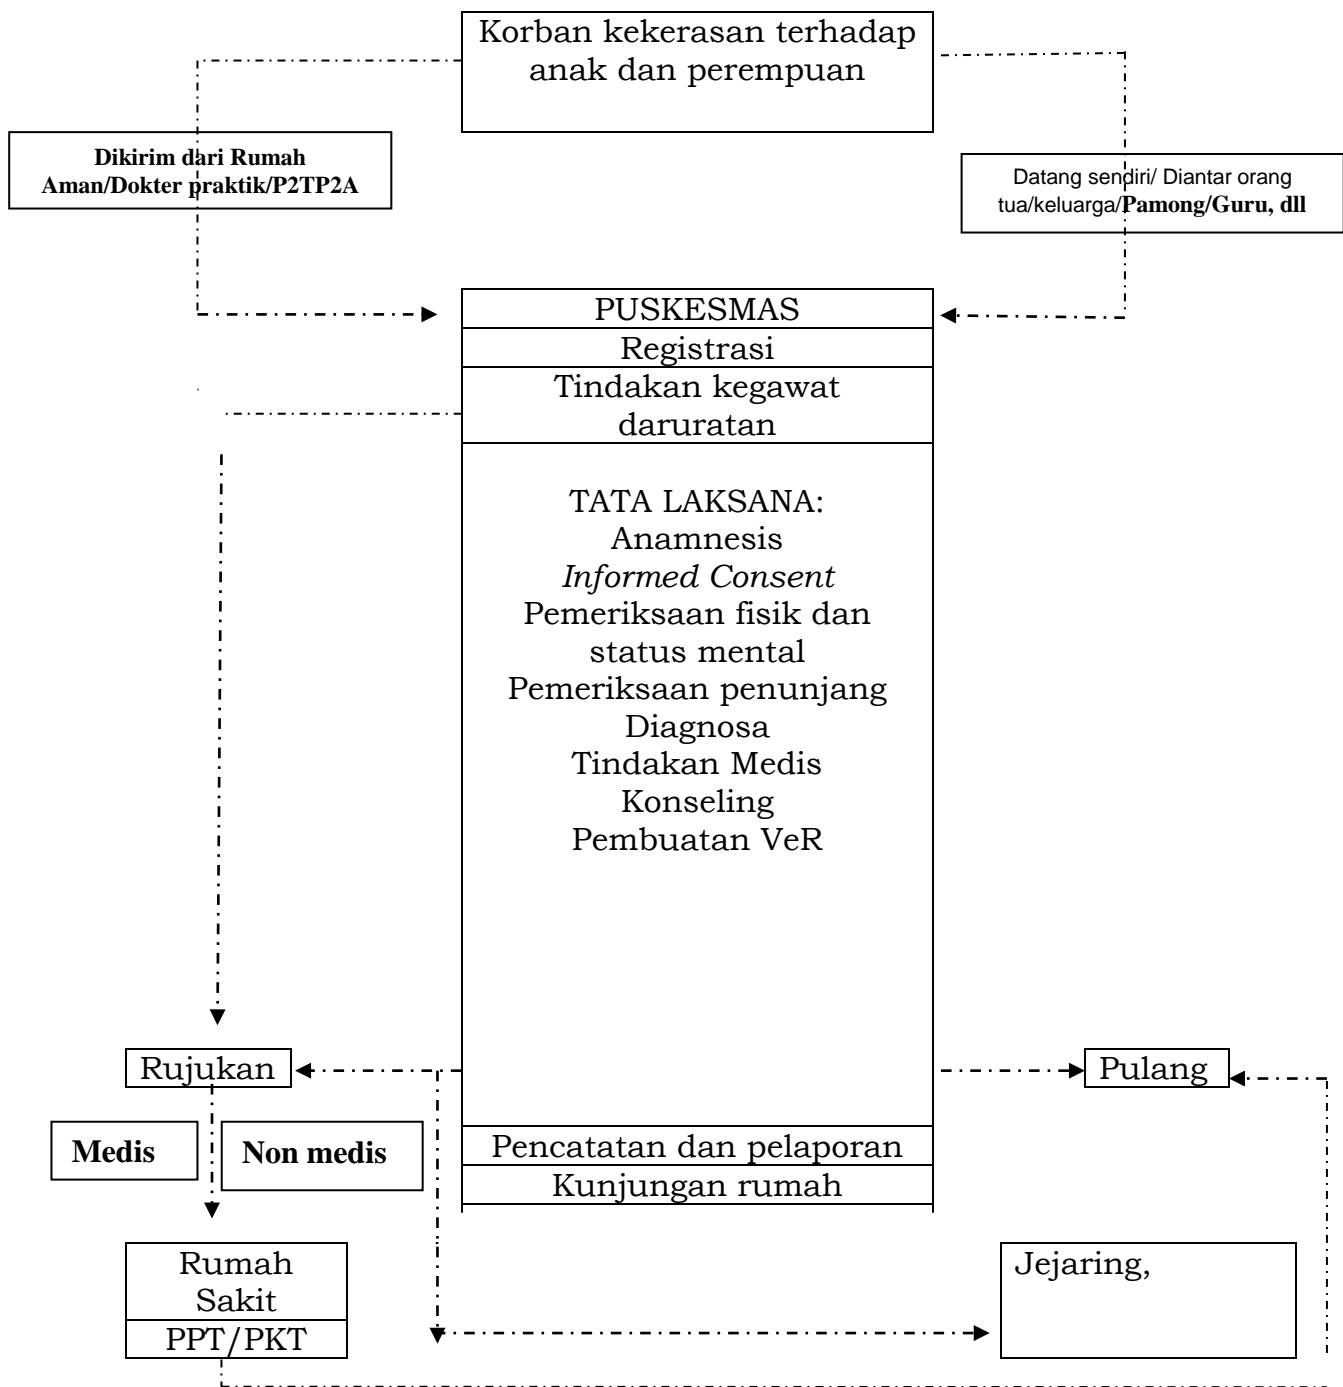 Korban kekerasan terhadap
anak dan perempuan
Dikirim dari Rumah
Aman/Dokter praktik/P2TP2A
Datang sendiri/ Diantar orang
tua/keluarga/Pamong/Guru, dll
PUSKESMAS
Registrasi
Tindakan kegawat
daruratan
TATA LAKSANA:
Anamnesis
Informed Consent
Pemeriksaan fisik dan
status mental
Pemeriksaan penunjang
Diagnosa
Tindakan Medis
Konseling
Pembuatan VeR
Rujukan
Pulang
Medis
Non medis
Pencatatan dan pelaporan
Kunjungan rumah
Rumah
Sakit
PPT/PKT
Jejaring,